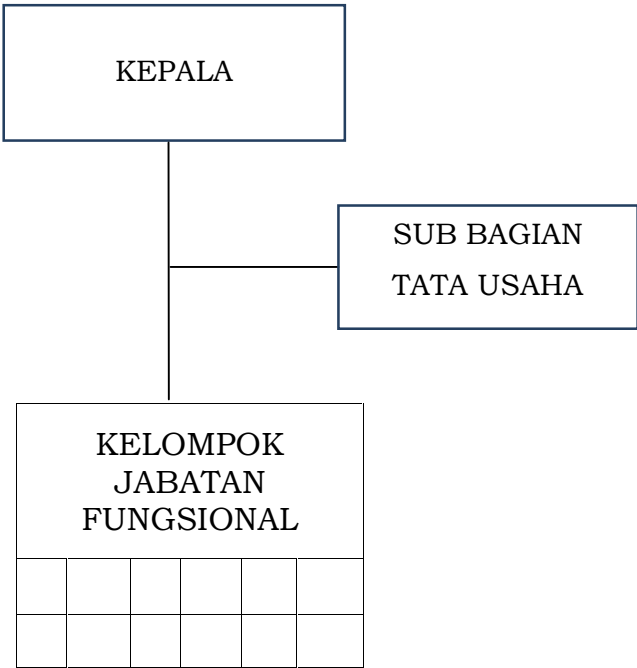 KEPALA
SUB BAGIAN
TATA USAHA
KELOMPOK
JABATAN
FUNGSIONAL